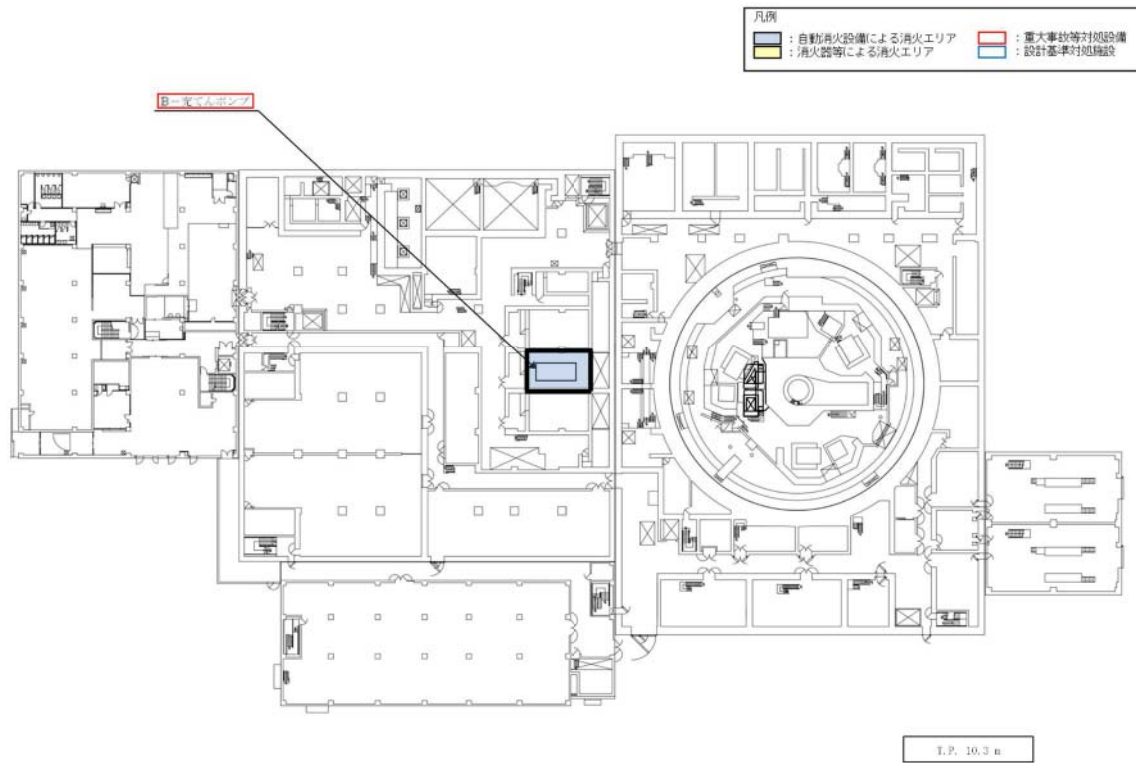 凡例
：自動消火設備による消火エリア
：重大事故等対処設備
：消火器等による消火エリア
：設計基準対処施設
B－充てんポンプ
T.P. 10.3 m